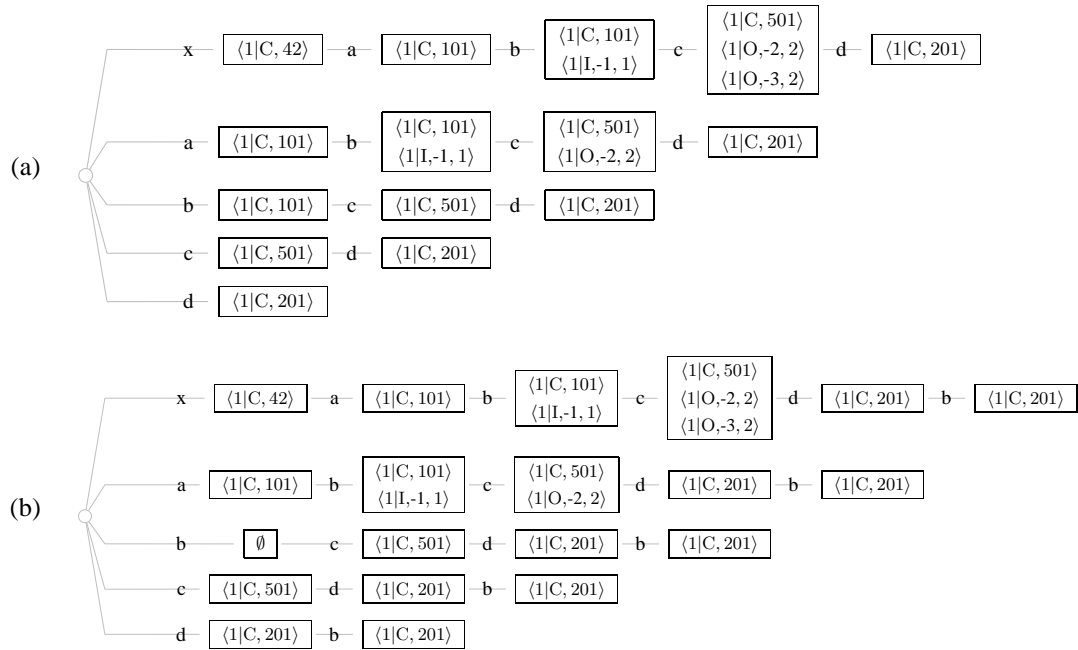 (a)
x ⟨1|C, 42⟩ a ⟨1|C, 101⟩ b ⟨1|C, 101⟩ ⟨1|I,-1, 1⟩ c ⟨1|C, 501⟩ ⟨1|O,-2, 2⟩ ⟨1|O,-3, 2⟩ d ⟨1|C, 201⟩
a ⟨1|C, 101⟩ b ⟨1|C, 101⟩ ⟨1|I,-1, 1⟩ c ⟨1|C, 501⟩ ⟨1|O,-2, 2⟩ d ⟨1|C, 201⟩
b ⟨1|C, 101⟩ c ⟨1|C, 501⟩ d ⟨1|C, 201⟩
c ⟨1|C, 501⟩ d ⟨1|C, 201⟩
d ⟨1|C, 201⟩
(b)
x ⟨1|C, 42⟩ a ⟨1|C, 101⟩ b ⟨1|C, 101⟩ ⟨1|I,-1, 1⟩ c ⟨1|C, 501⟩ ⟨1|O,-2, 2⟩ ⟨1|O,-3, 2⟩ d ⟨1|C, 201⟩ b ⟨1|C, 201⟩
a ⟨1|C, 101⟩ b ⟨1|C, 101⟩ ⟨1|I,-1, 1⟩ c ⟨1|C, 501⟩ ⟨1|O,-2, 2⟩ d ⟨1|C, 201⟩ b ⟨1|C, 201⟩
b ∅ c ⟨1|C, 501⟩ d ⟨1|C, 201⟩ b ⟨1|C, 201⟩
c ⟨1|C, 501⟩ d ⟨1|C, 201⟩ b ⟨1|C, 201⟩
d ⟨1|C, 201⟩ b ⟨1|C, 201⟩